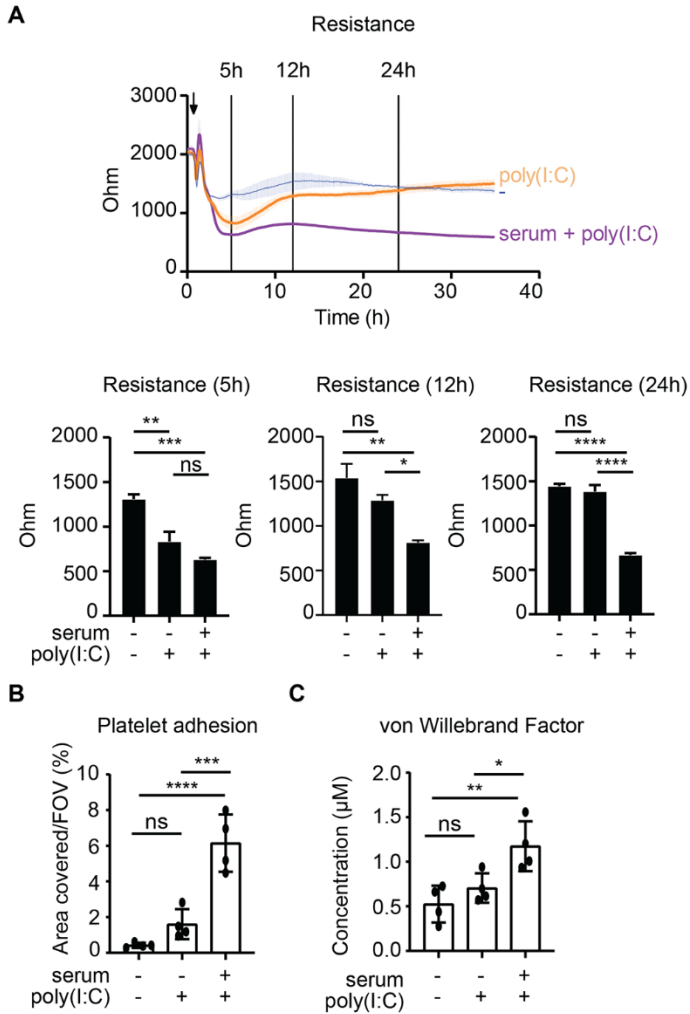 A
Resistance
5h 12h 24h
3000
2000
1000
0
Ohm
poly(I:C)
-
serum + poly(I:C)
0 10 20 30 40
Time (h)
Resistance (5h)
**
***
ns
2000
1500
1000
500
0
Ohm
serum - - +
poly(I:C) - + +
Resistance (12h)
ns
**
*
2000
1500
1000
500
0
Ohm
- - +
- + +
Resistance (24h)
ns
****
****
2000
1500
1000
500
0
Ohm
- - +
- + +
B
Platelet adhesion
***
****
ns
10
8
6
4
2
0
Area covered/FOV (%)
serum - - +
poly(I:C) - + +
C
von Willebrand Factor
*
**
ns
2.0
1.5
1.0
0.5
0.0
Concentration (µM)
serum - - +
poly(I:C) - + +